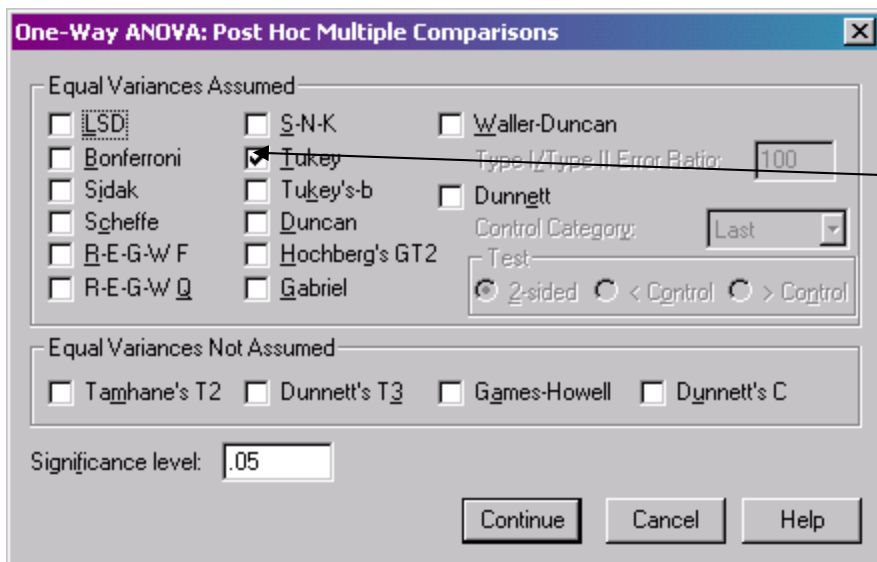 One-Way ANOVA: Post Hoc Multiple Comparisons
Equal Variances Assumed
LSD S-N-K Waller-Duncan
Bonferroni Tukey Type I/Type II Error Ratio: 100
Sidak Tukey's-b Dunnett
Scheffe Duncan Control Category: Last
R-E-G-W F Hochberg's GT2 Test
R-E-G-W Q Gabriel 2-sided < Control > Control
Equal Variances Not Assumed
Tamhane's T2 Dunnett's T3 Games-Howell Dunnett's C
Significance level: .05
Continue Cancel Help